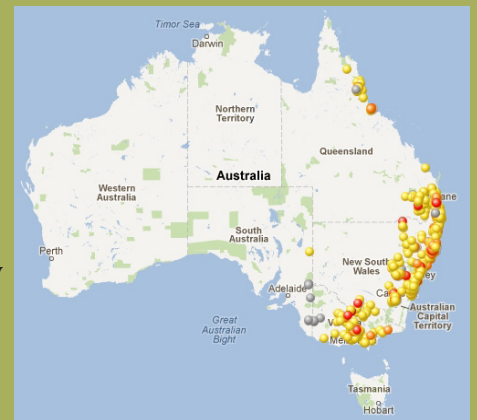 Timor Sea
Darwin
Northern
Territory
Queensland
Australia
Western
Australia
South
Australia
Perth
New South
Wales
Adelaide
Great
Australian
Bight
Australian
Capital
Territory
Tasmania
Hobart